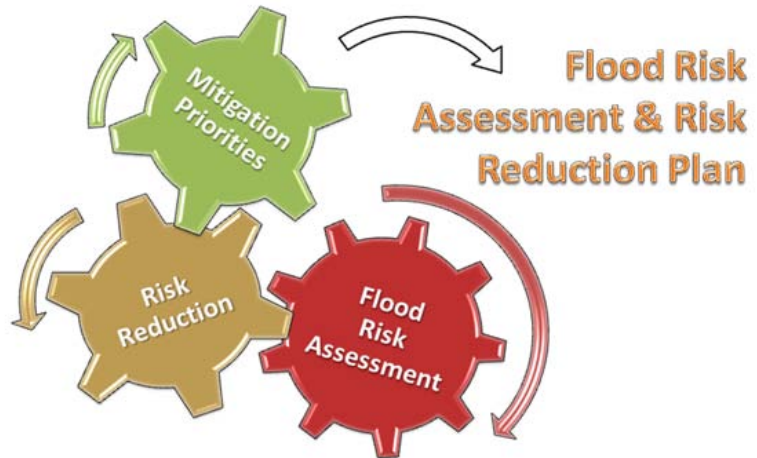 Mitigation
Priorities
Flood Risk
Assessment & Risk
Reduction Plan
Risk
Reduction
Flood
Risk
Assessment